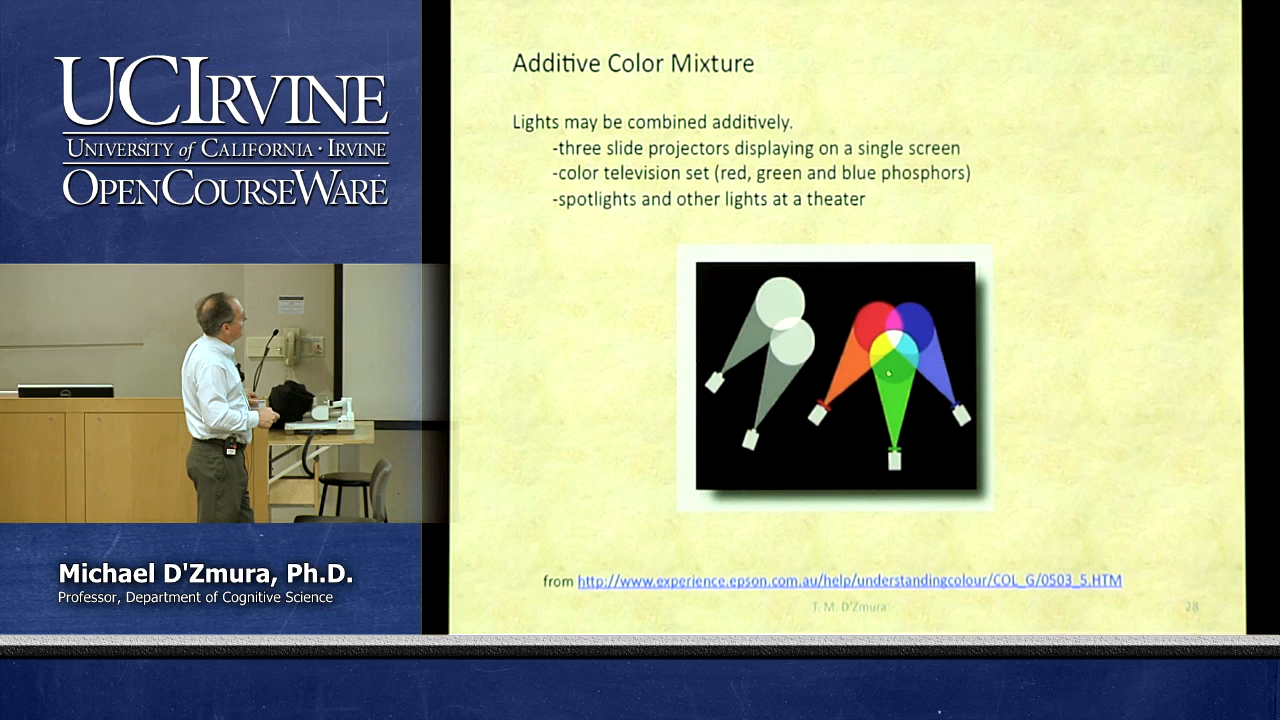 UCIRVINE
UNIVERSITY of CALIFORNIA · IRVINE
OPENCOURSEWARE
Michael D'Zmura, Ph.D.
Professor, Department of Cognitive Science
Additive Color Mixture
Lights may be combined additively.
-three slide projectors displaying on a single screen
-color television set (red, green and blue phosphors)
-spotlights and other lights at a theater
from http://www.experience.epson.com.au/help/understandingcolour/COL_G/0503_5.HTM
T. M. D'Zmura
28